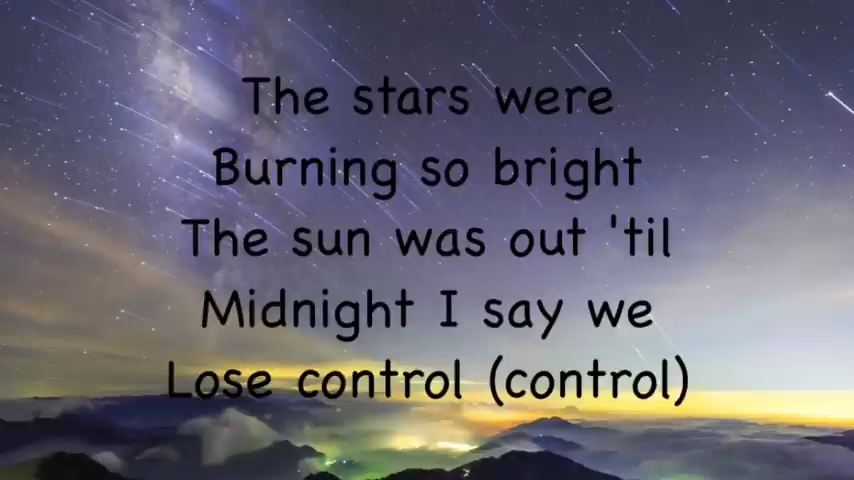 The stars were
Burning so bright
The sun was out 'til
Midnight I say we
Lose control (control)